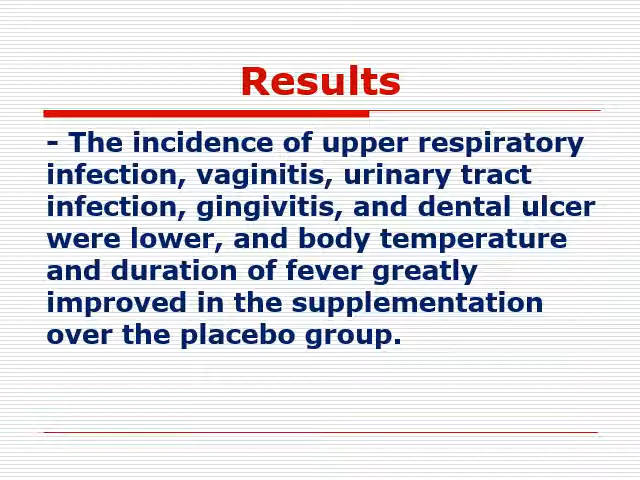 Results
- The incidence of upper respiratory
infection, vaginitis, urinary tract
infection, gingivitis, and dental ulcer
were lower, and body temperature
and duration of fever greatly
improved in the supplementation
over the placebo group.